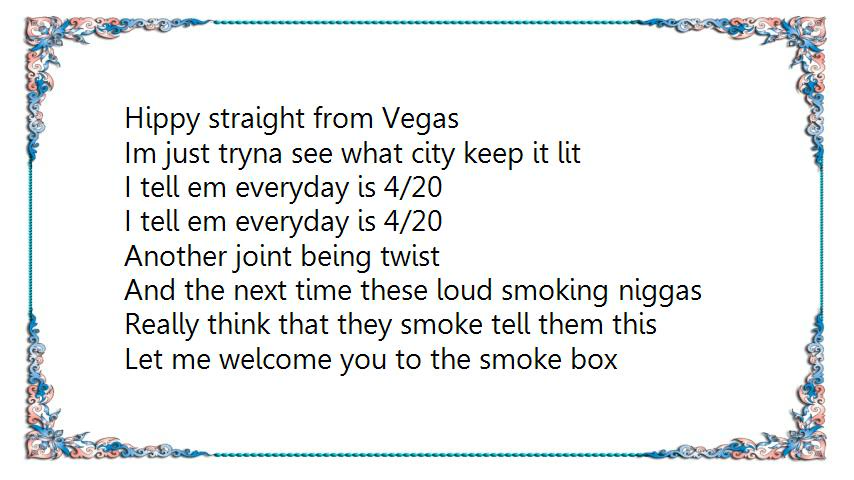 Hippy straight from Vegas
Im just tryna see what city keep it lit
I tell em everyday is 4/20
I tell em everyday is 4/20
Another joint being twist
And the next time these loud smoking niggas
Really think that they smoke tell them this
Let me welcome you to the smoke box